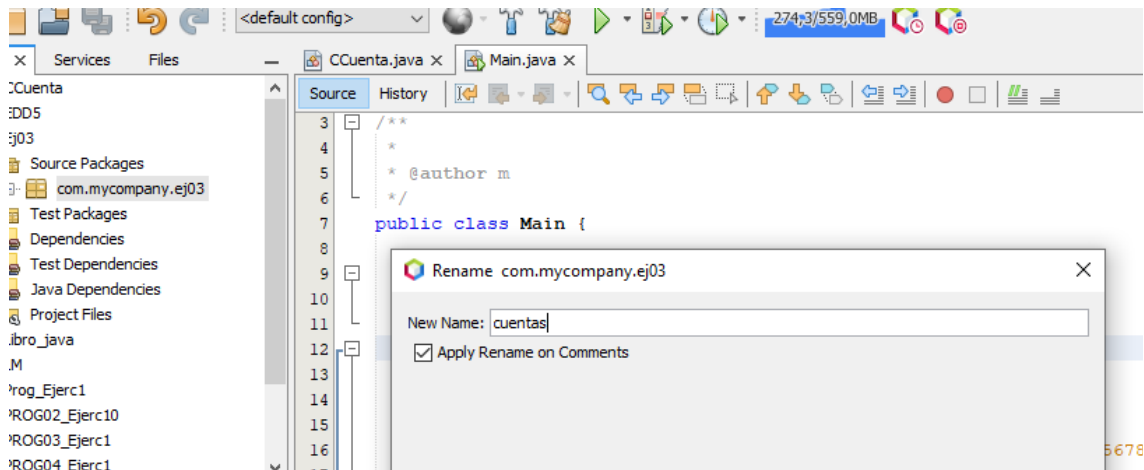 <default config>
274,3/559,0MB
Services Files
CCuenta.java Main.java
CCuenta
EDD5
Ej03
Source Packages
com.mycompany.ej03
Test Packages
Dependencies
Test Dependencies
Java Dependencies
Project Files
Libro_java
LM
Prog_Ejerc1
PROG02_Ejerc10
PROG03_Ejerc1
PROG04_Ejerc1
Source History
3 /**
4 *
5 * @author m
6 */
7 public class Main {
8
9
10
11
12
13
14
15
16 5678
Rename com.mycompany.ej03
New Name: cuentas
Apply Rename on Comments